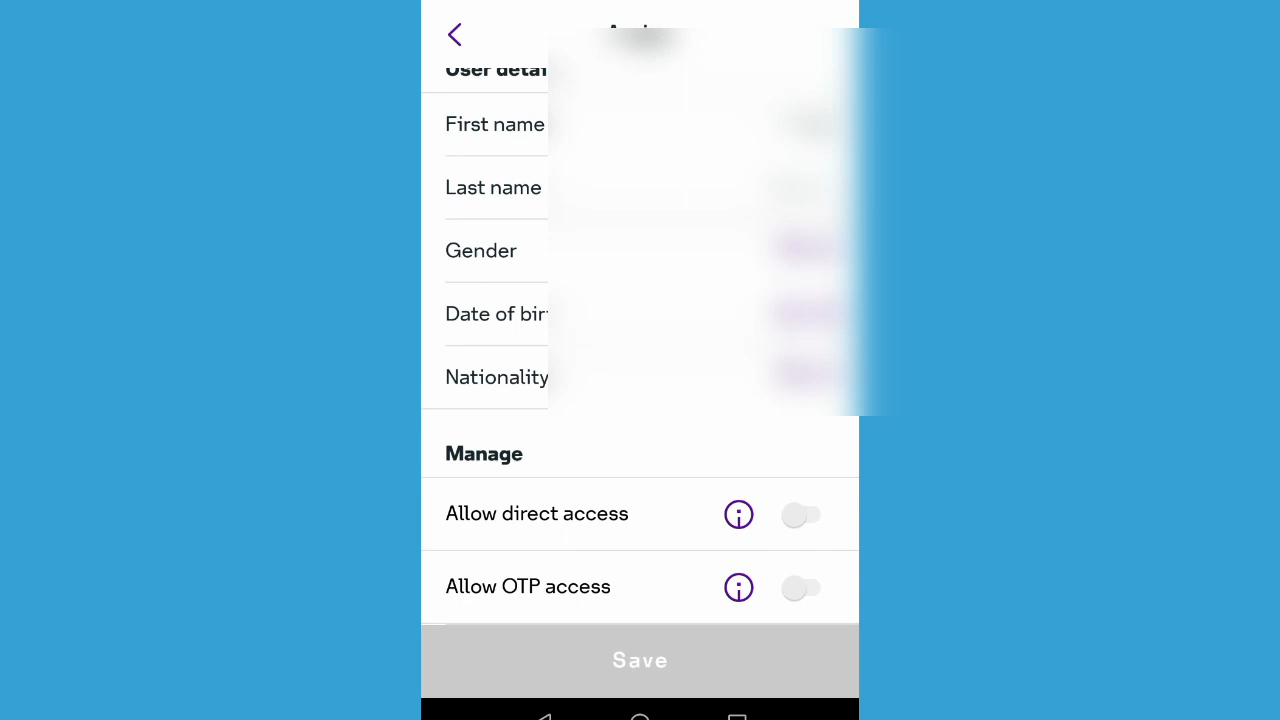 User detai
First name
Last name
Gender
Date of bir
Nationality
Manage
Allow direct access
Allow OTP access
Save